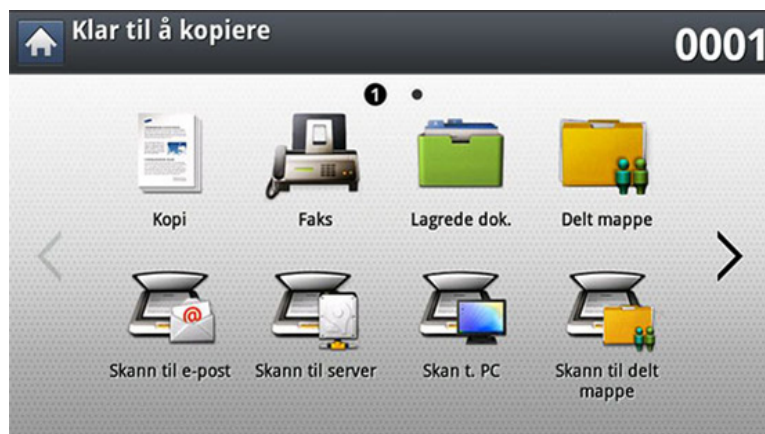 Klar til å kopiere
0001
1
Kopi
Faks
Lagrede dok.
Delt mappe
Skann til e-post
Skann til server
Skan t. PC
Skann til delt
mappe